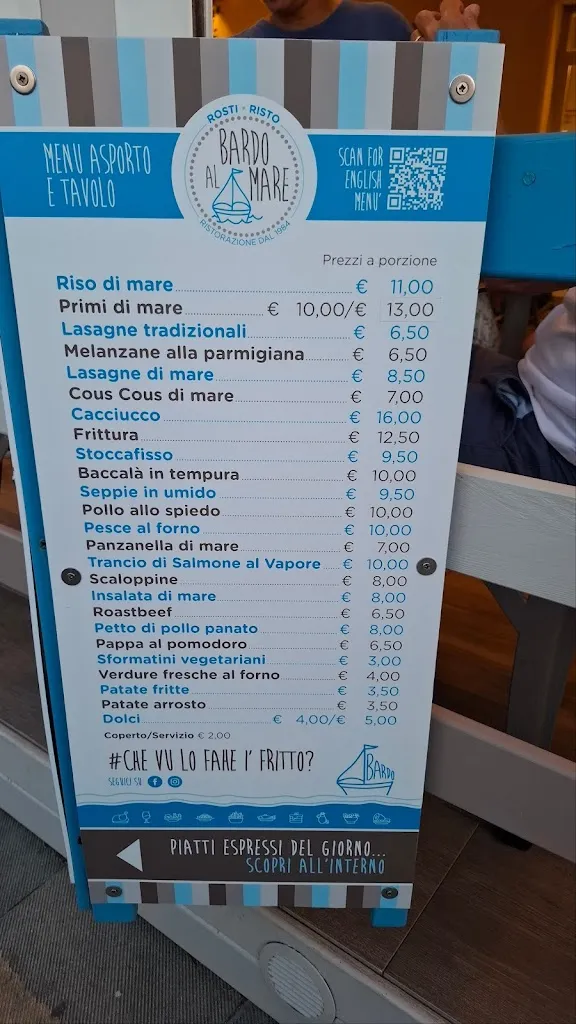 MENU ASPORTO
E TAVOLO
ROSTI · RISTO
BARDO
AL MARE
RISTORAZIONE DAL 1984
SCAN FOR
ENGLISH
MENU'
Prezzi a porzione
Riso di mare € 11,00
Primi di mare € 10,00/€ 13,00
Lasagne tradizionali € 6,50
Melanzane alla parmigiana € 6,50
Lasagne di mare € 8,50
Cous Cous di mare € 7,00
Cacciucco € 16,00
Frittura € 12,50
Stoccafisso € 9,50
Baccalà in tempura € 10,00
Seppie in umido € 9,50
Pollo allo spiedo € 10,00
Pesce al forno € 10,00
Panzanella di mare € 7,00
Trancio di Salmone al Vapore € 10,00
Scaloppine € 8,00
Insalata di mare € 8,00
Roastbeef € 6,50
Petto di pollo panato € 8,00
Pappa al pomodoro € 6,50
Sformatini vegetariani € 3,00
Verdure fresche al forno € 4,00
Patate fritte € 3,50
Patate arrosto € 3,50
Dolci € 4,00/€ 5,00
Coperto/Servizio € 2,00
#CHE VU LO FAHE I' FRITTO?
SEGUICI SU
BARDO
PIATTI ESPRESSI DEL GIORNO...
SCOPRI ALL'INTERNO